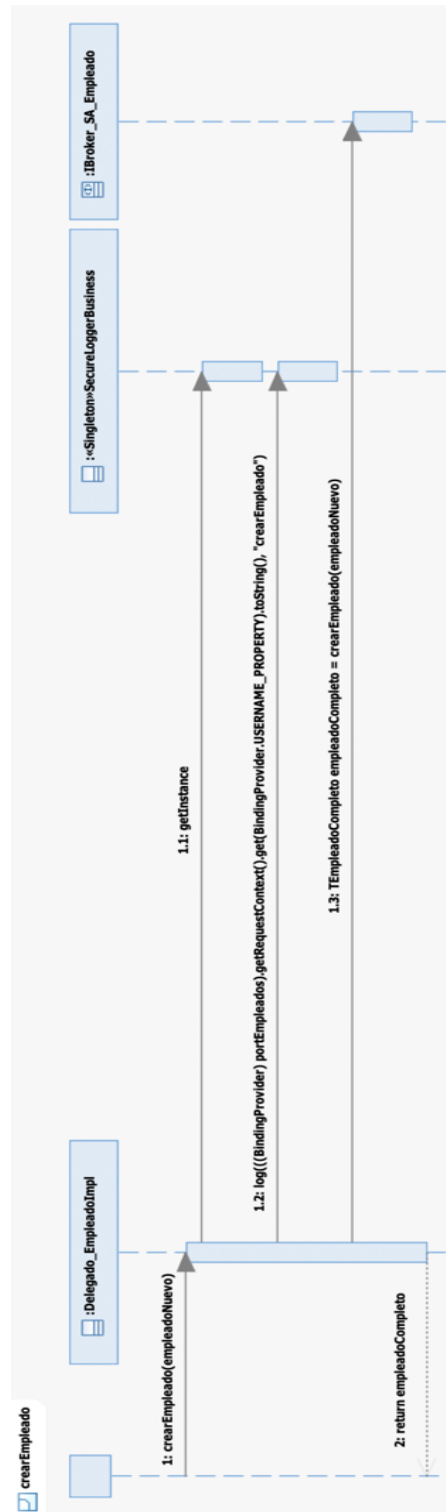 crearEmpleado
:Delegado_EmpleadoImpl
:«Singleton»SecureLoggerBusiness
:IBroker_SA_Empleado
1: crearEmpleado(empleadoNuevo)
1.1: getInstance
1.2: log(((BindingProvider) portEmpleados).getRequestContext().get(BindingProvider.USERNAME_PROPERTY).toString(), "crearEmpleado")
1.3: TEmpleadoCompleto empleadoCompleto = crearEmpleado(empleadoNuevo)
2: return empleadoCompleto